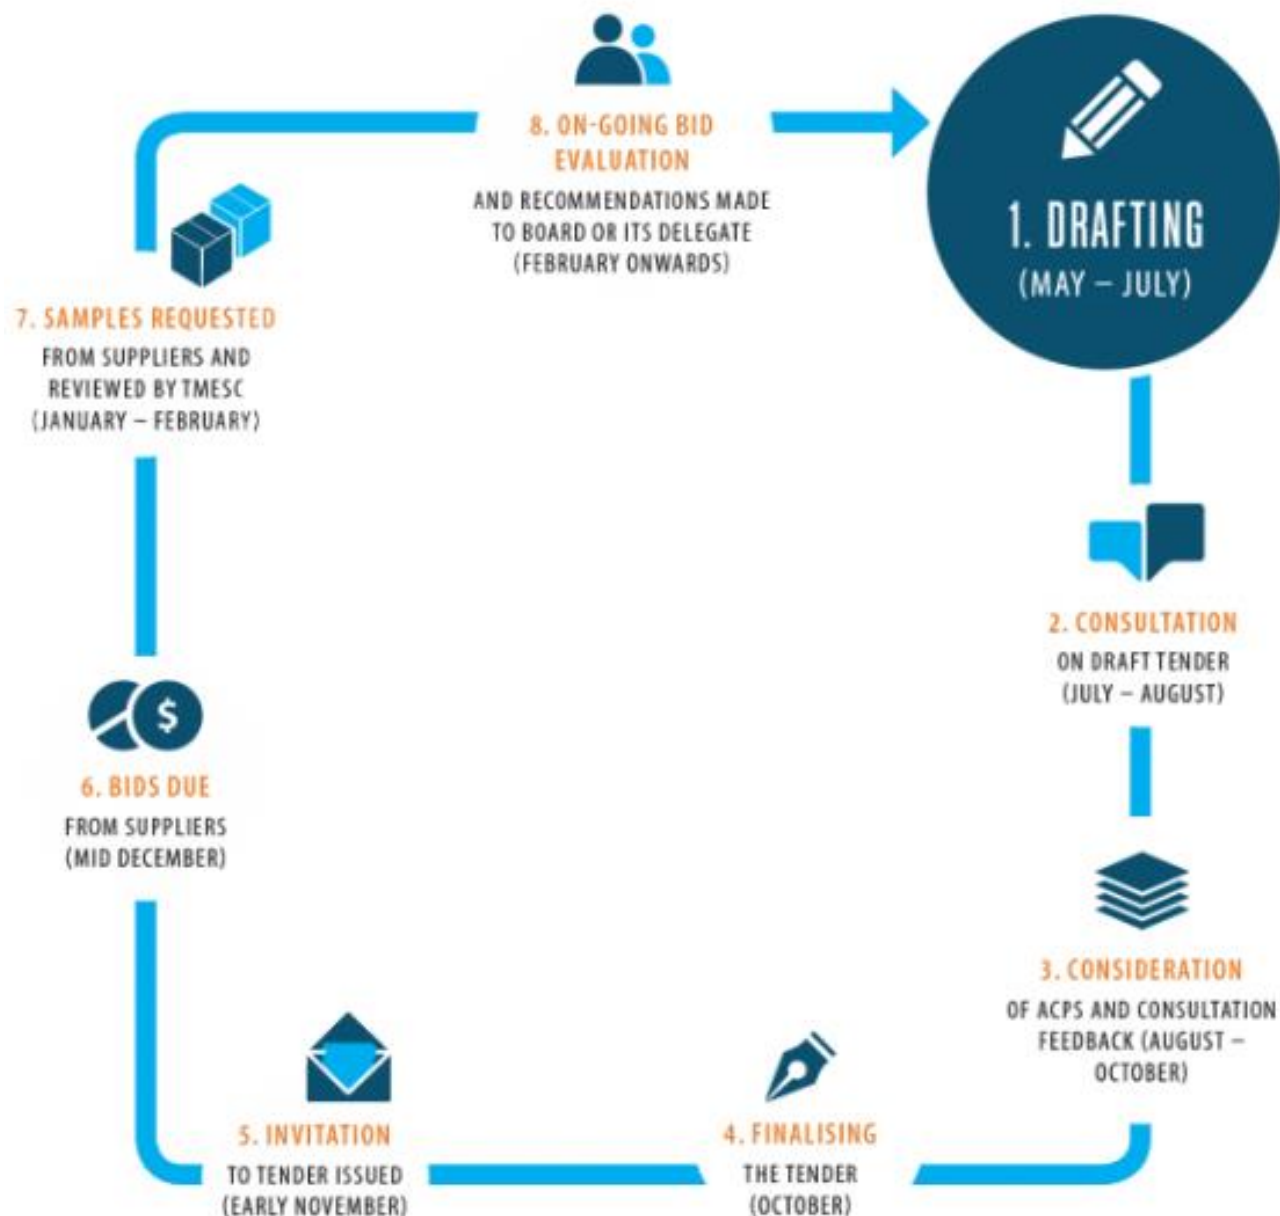 1. DRAFTING
(MAY – JULY)
2. CONSULTATION
ON DRAFT TENDER
(JULY – AUGUST)
3. CONSIDERATION
OF ACPS AND CONSULTATION
FEEDBACK (AUGUST –
OCTOBER)
4. FINALISING
THE TENDER
(OCTOBER)
5. INVITATION
TO TENDER ISSUED
(EARLY NOVEMBER)
6. BIDS DUE
FROM SUPPLIERS
(MID DECEMBER)
$
7. SAMPLES REQUESTED
FROM SUPPLIERS AND
REVIEWED BY TMESC
(JANUARY – FEBRUARY)
8. ON-GOING BID
EVALUATION
AND RECOMMENDATIONS MADE
TO BOARD OR ITS DELEGATE
(FEBRUARY ONWARDS)